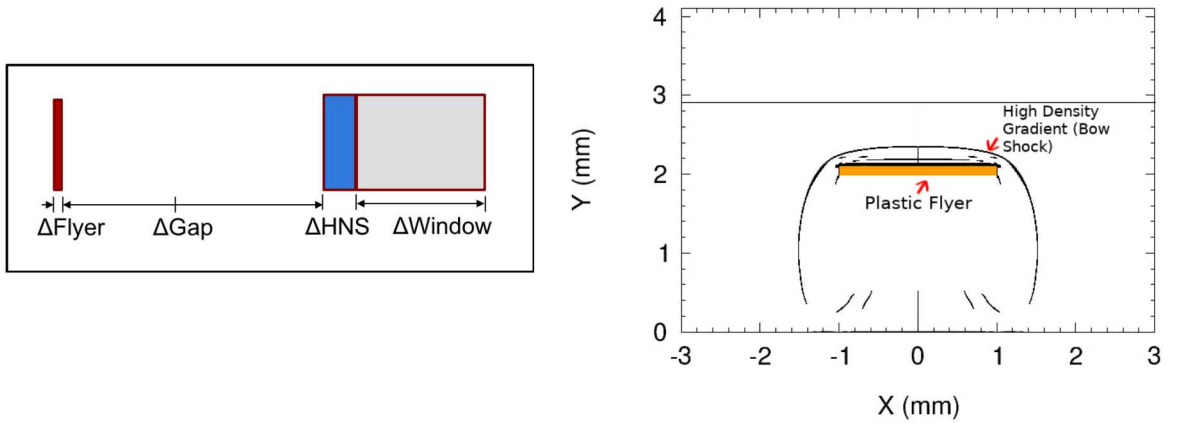 ΔFlyer ΔGap ΔHNS ΔWindow
4
3
2
1
0
Y (mm)
High Density
Gradient (Bow
Shock)
Plastic Flyer
-3 -2 -1 0 1 2 3
X (mm)